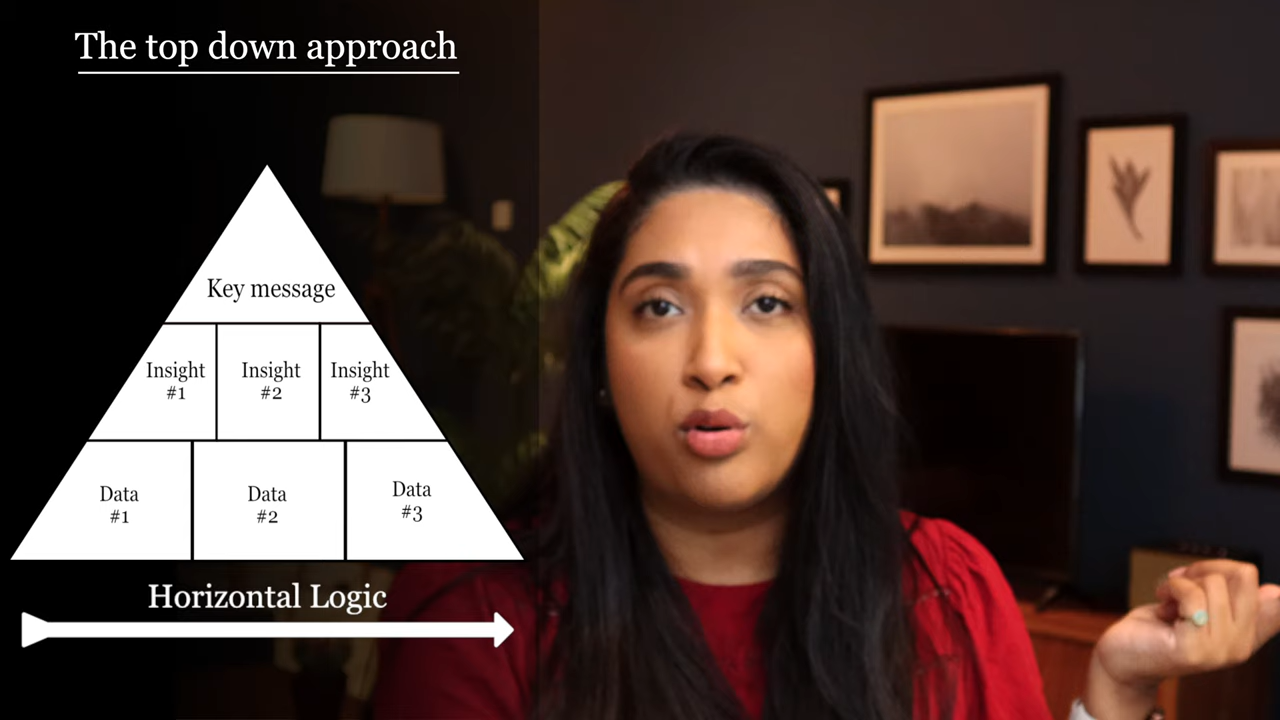 The top down approach
Key message
Insight
#1
Insight
#2
Insight
#3
Data
#1
Data
#2
Data
#3
Horizontal Logic